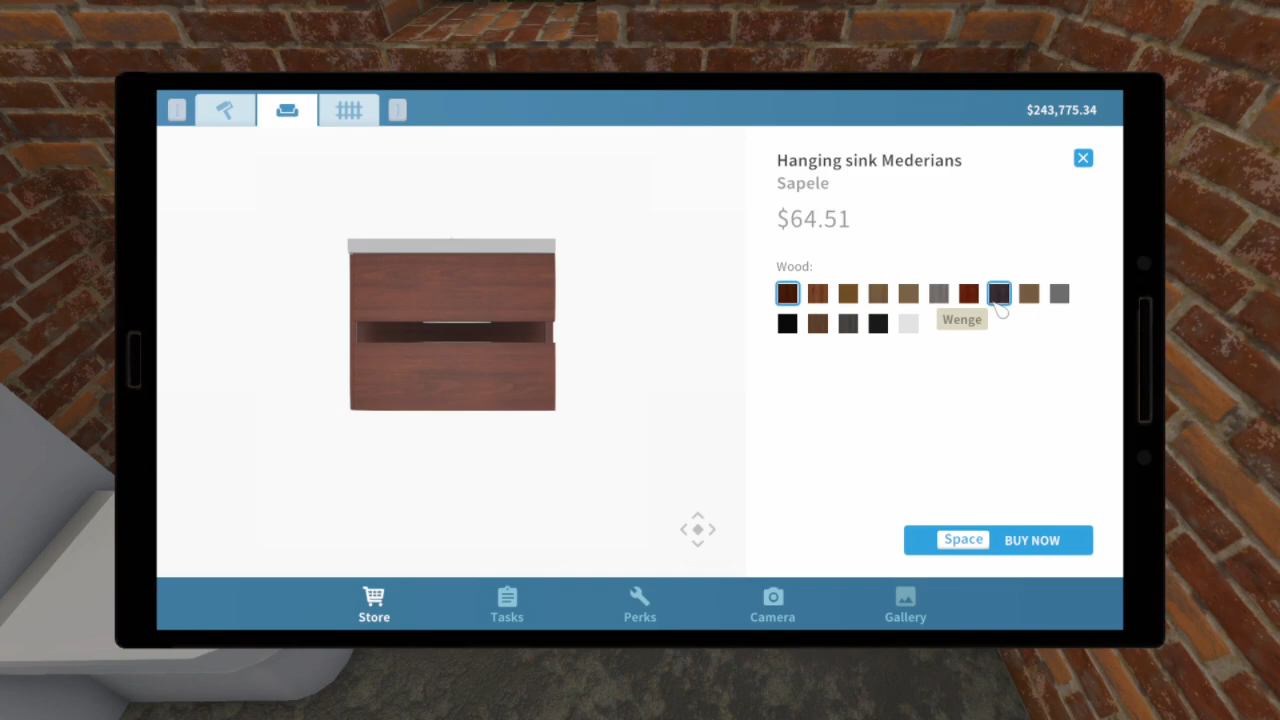 $243,775.34
Hanging sink Mederians
Sapele
$64.51
Wood:
Wenge
Space BUY NOW
Store
Tasks
Perks
Camera
Gallery